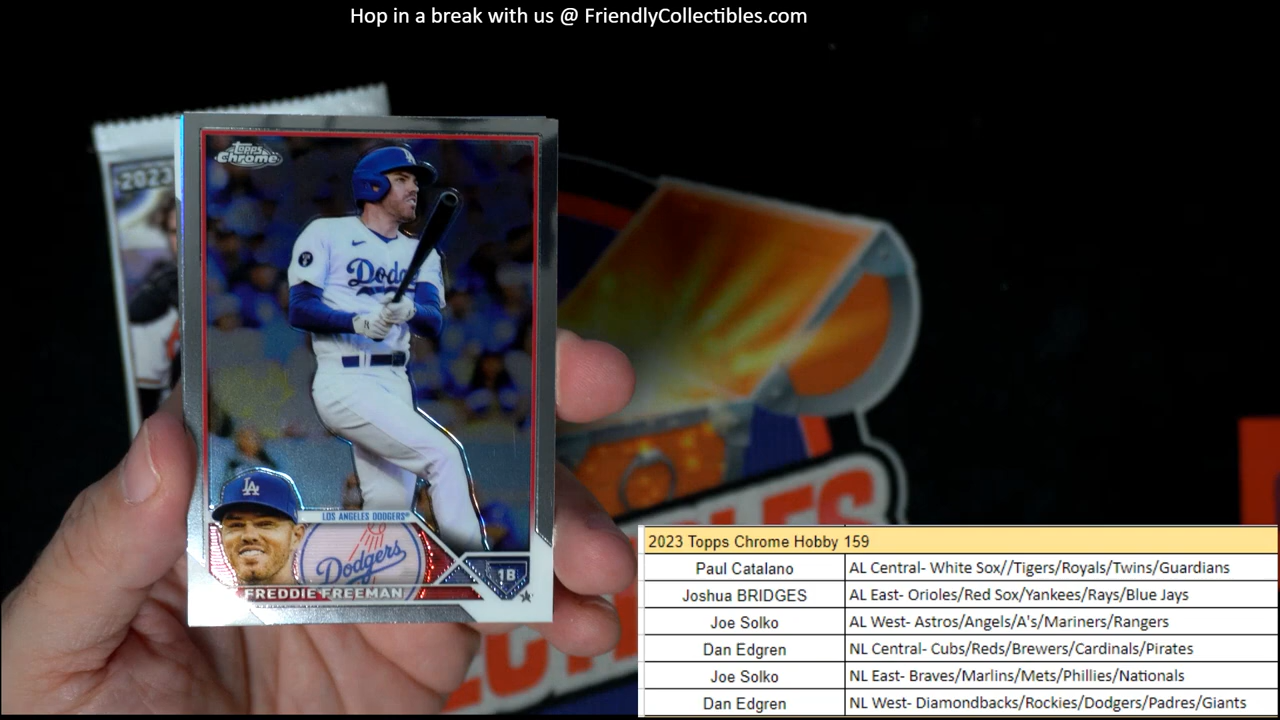 Hop in a break with us @ FriendlyCollectibles.com
2023
Topps
Chrome
LA
Dodge
LA
LOS ANGELES DODGERS®
Dodgers
1B
FREDDIE FREEMAN
2023 Topps Chrome Hobby 159
Paul Catalano AL Central- White Sox//Tigers/Royals/Twins/Guardians
Joshua BRIDGES AL East- Orioles/Red Sox/Yankees/Rays/Blue Jays
Joe Solko AL West- Astros/Angels/A's/Mariners/Rangers
Dan Edgren NL Central- Cubs/Reds/Brewers/Cardinals/Pirates
Joe Solko NL East- Braves/Marlins/Mets/Phillies/Nationals
Dan Edgren NL West- Diamondbacks/Rockies/Dodgers/Padres/Giants